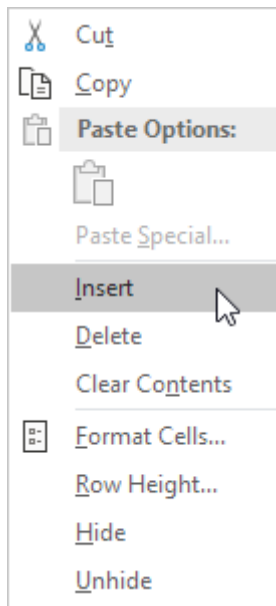 Cut
Copy
Paste Options:
Paste Special...
Insert
Delete
Clear Contents
Format Cells...
Row Height...
Hide
Unhide